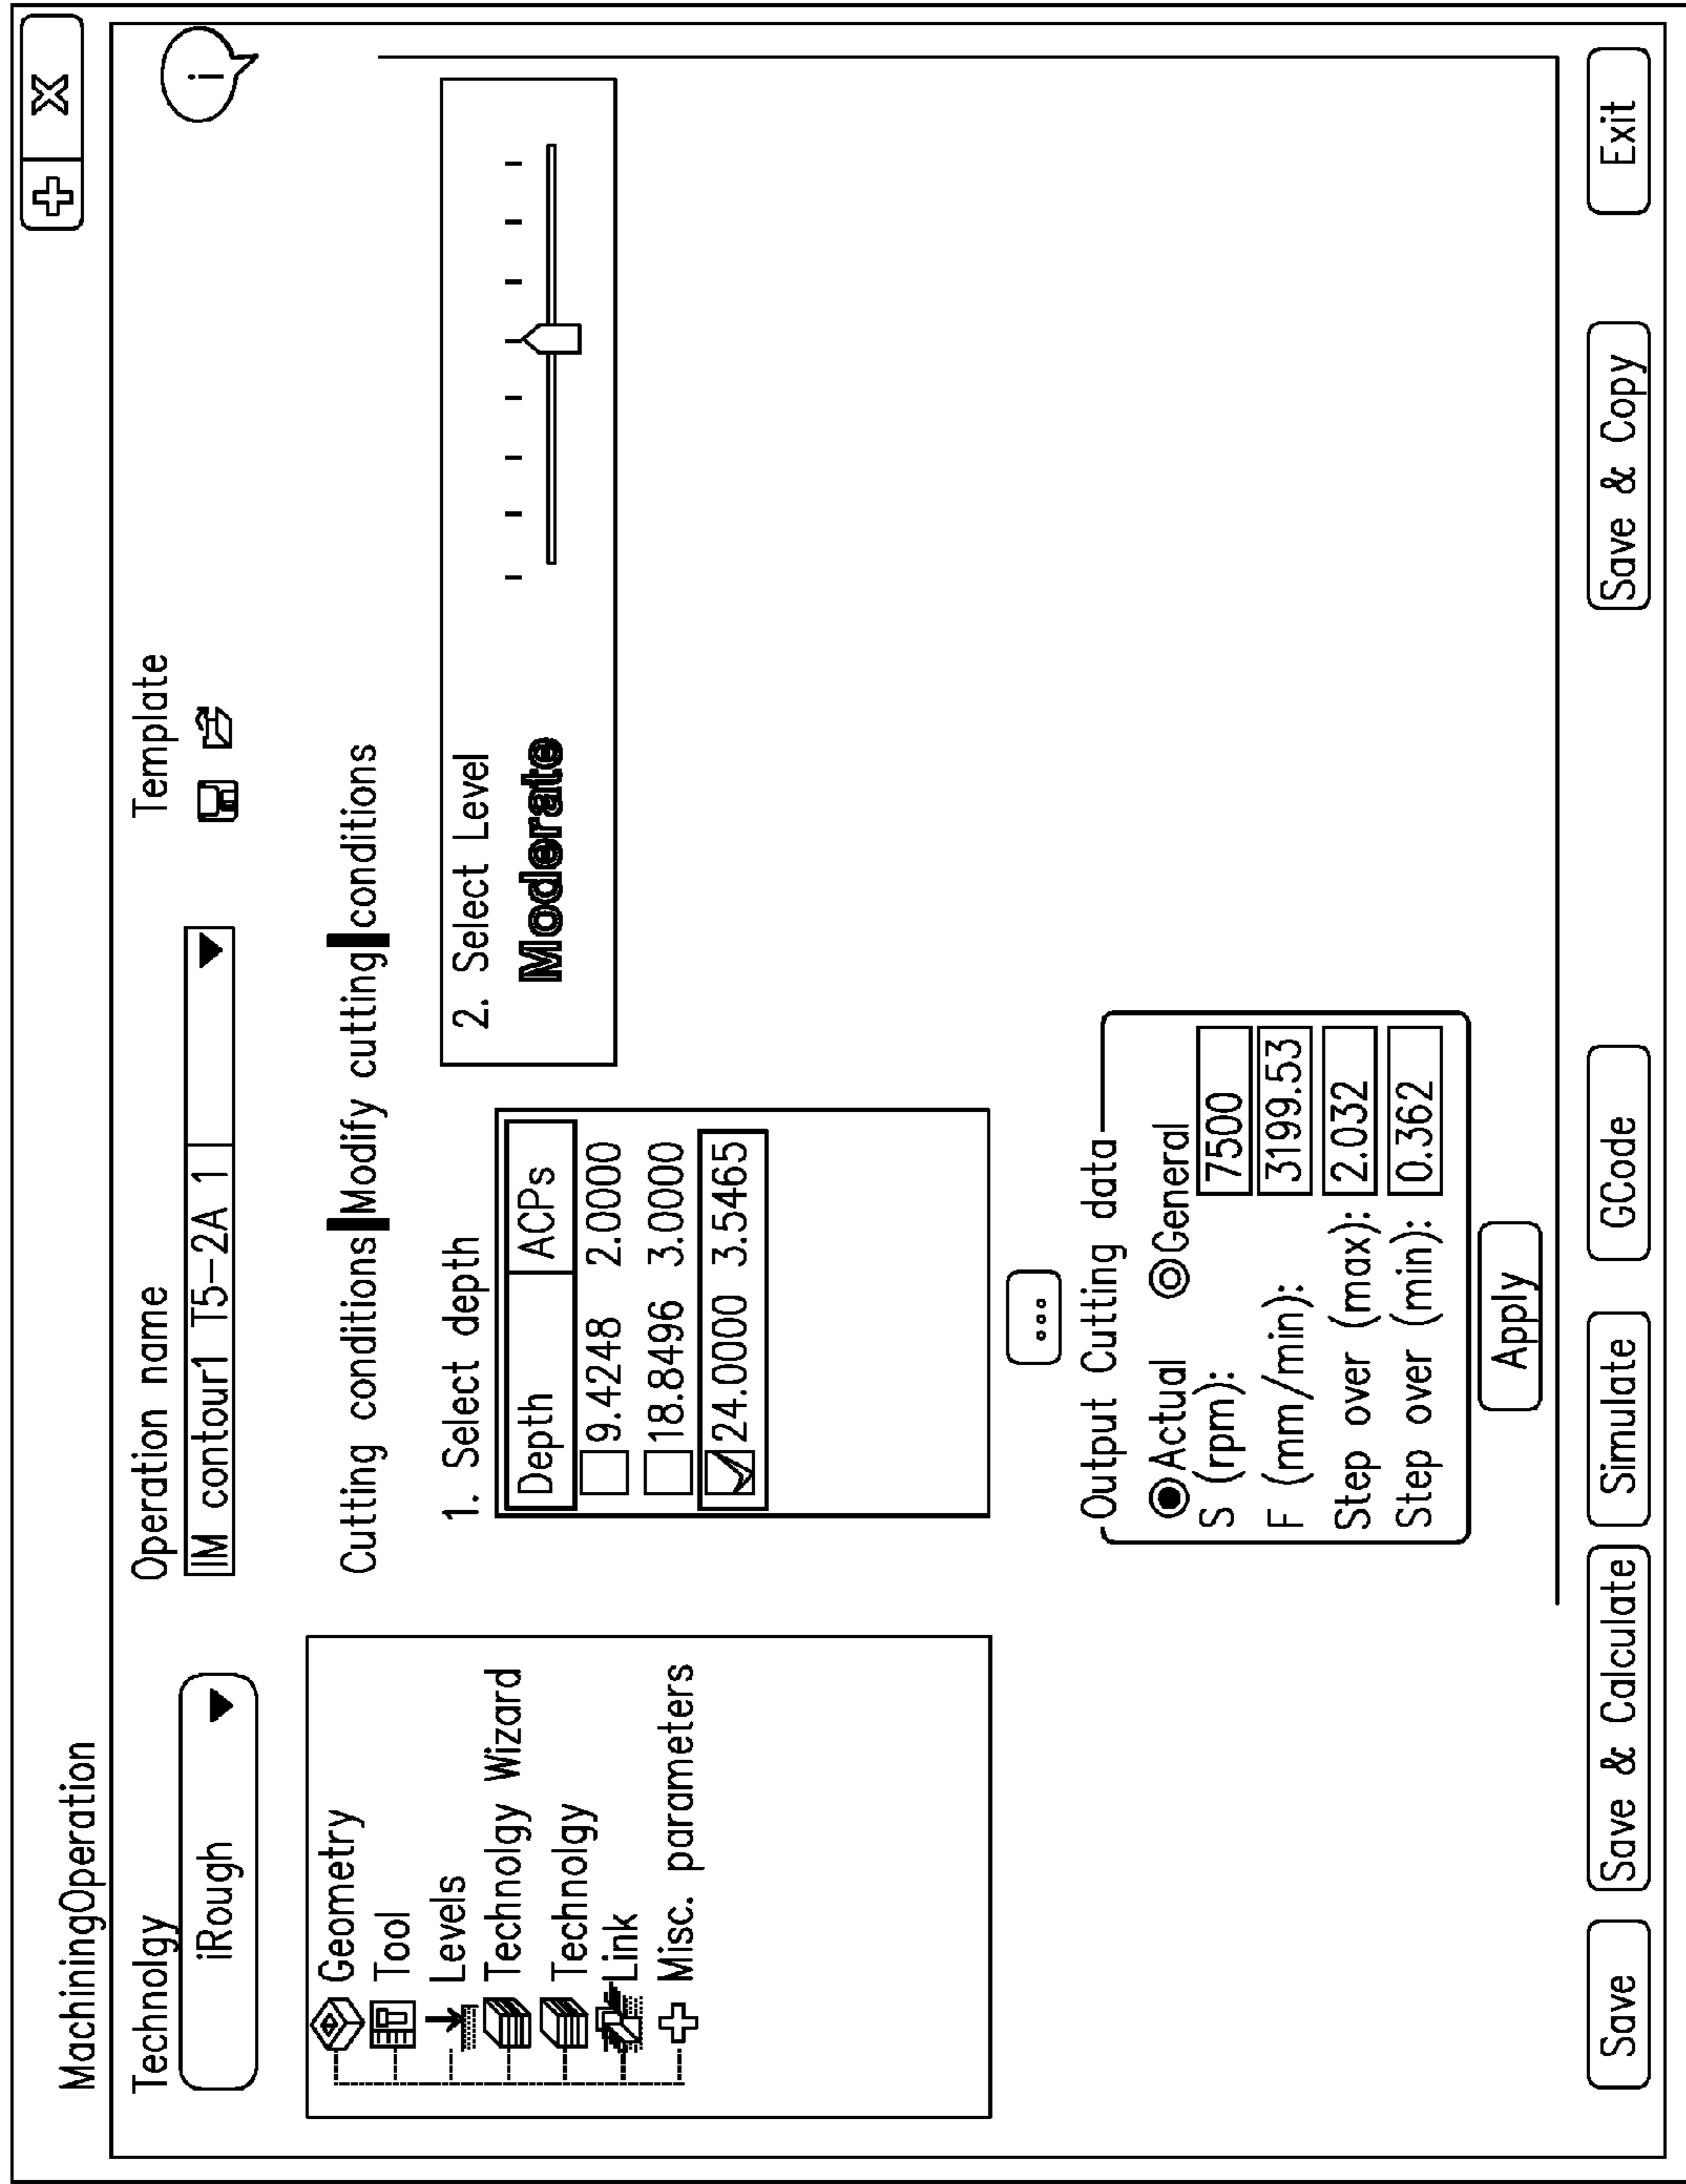 MachiningOperation
X
Technolgy
Operation name
Template
iRough
IM contour1 T5-2A 1
i
Geometry
Tool
Levels
Technolgy Wizard
Technology
Link
Misc. parameters
Cutting conditions Modify cutting conditions
1. Select depth
Depth ACPs
9.4248 2.0000
18.8496 3.0000
24.0000 3.5465
2. Select Level
Moderate
Output Cutting data
Actual General
S (rpm): 7500
F (mm/min): 3199.53
Step over (max): 2.032
Step over (min): 0.362
Apply
Save Save & Calculate Simulate GCode Save & Copy Exit